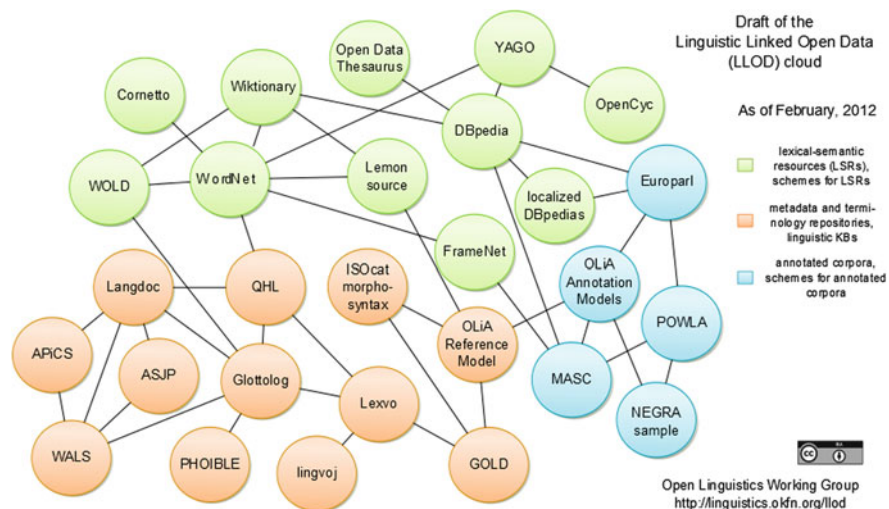 Draft of the
Linguistic Linked Open Data
(LLOD) cloud
As of February, 2012
lexical-semantic
resources (LSRs),
schemes for LSRs
metadata and termi-
nology repositories,
linguistic KBs
annotated corpora,
schemes for annotated
corpora
Open Data
Thesaurus
YAGO
Cornetto
Wiktionary
OpenCyc
DBpedia
WOLD
WordNet
Lemon
source
localized
DBpedias
Europarl
FrameNet
Langdoc
QHL
ISOcat
morpho-
syntax
OLiA
Annotation
Models
OLiA
Reference
Model
POWLA
APiCS
ASJP
Glottolog
MASC
Lexvo
NEGRA
sample
WALS
PHOIBLE
lingvoj
GOLD
cc
Open Linguistics Working Group
http://linguistics.okfn.org/llod